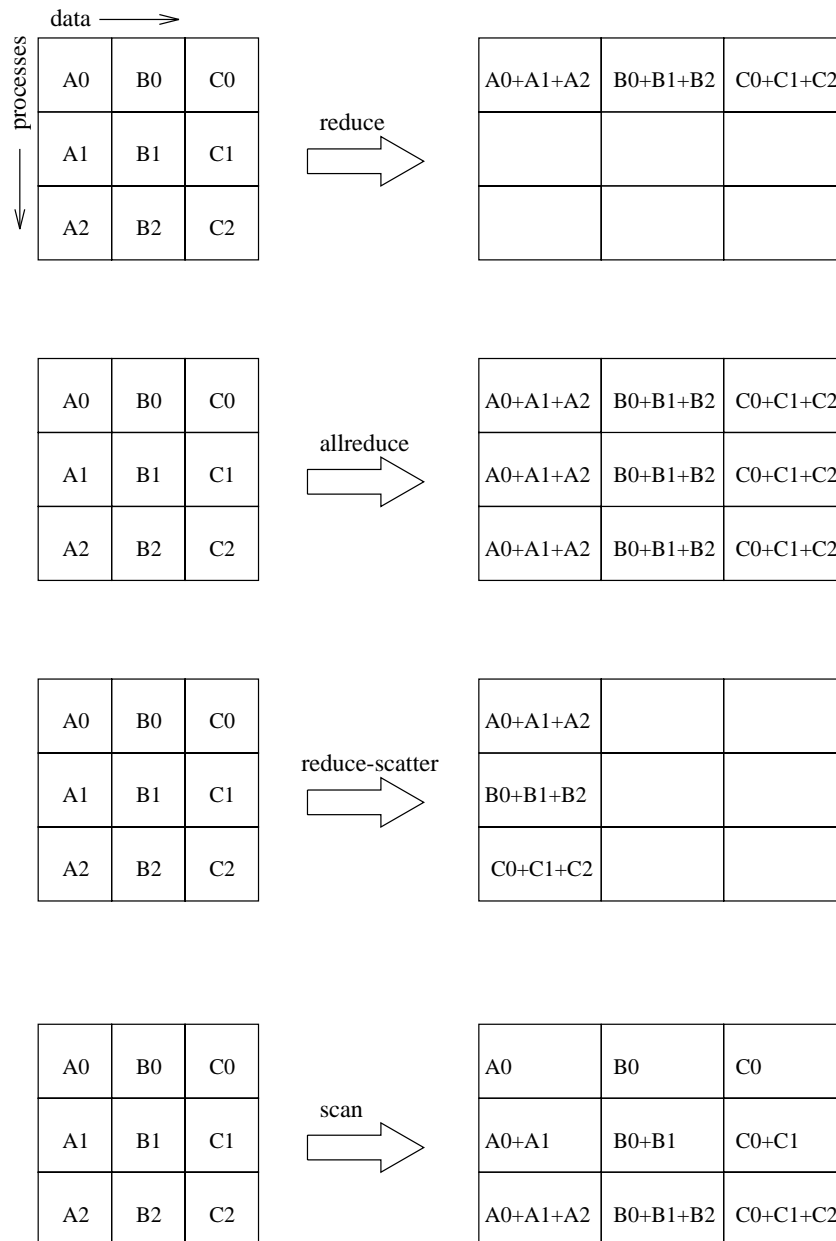 data
processes
A0 B0 C0
A1 B1 C1
A2 B2 C2
reduce
A0+A1+A2 B0+B1+B2 C0+C1+C2
A0 B0 C0
A1 B1 C1
A2 B2 C2
allreduce
A0+A1+A2 B0+B1+B2 C0+C1+C2
A0+A1+A2 B0+B1+B2 C0+C1+C2
A0+A1+A2 B0+B1+B2 C0+C1+C2
A0 B0 C0
A1 B1 C1
A2 B2 C2
reduce-scatter
A0+A1+A2
B0+B1+B2
C0+C1+C2
A0 B0 C0
A1 B1 C1
A2 B2 C2
scan
A0 B0 C0
A0+A1 B0+B1 C0+C1
A0+A1+A2 B0+B1+B2 C0+C1+C2